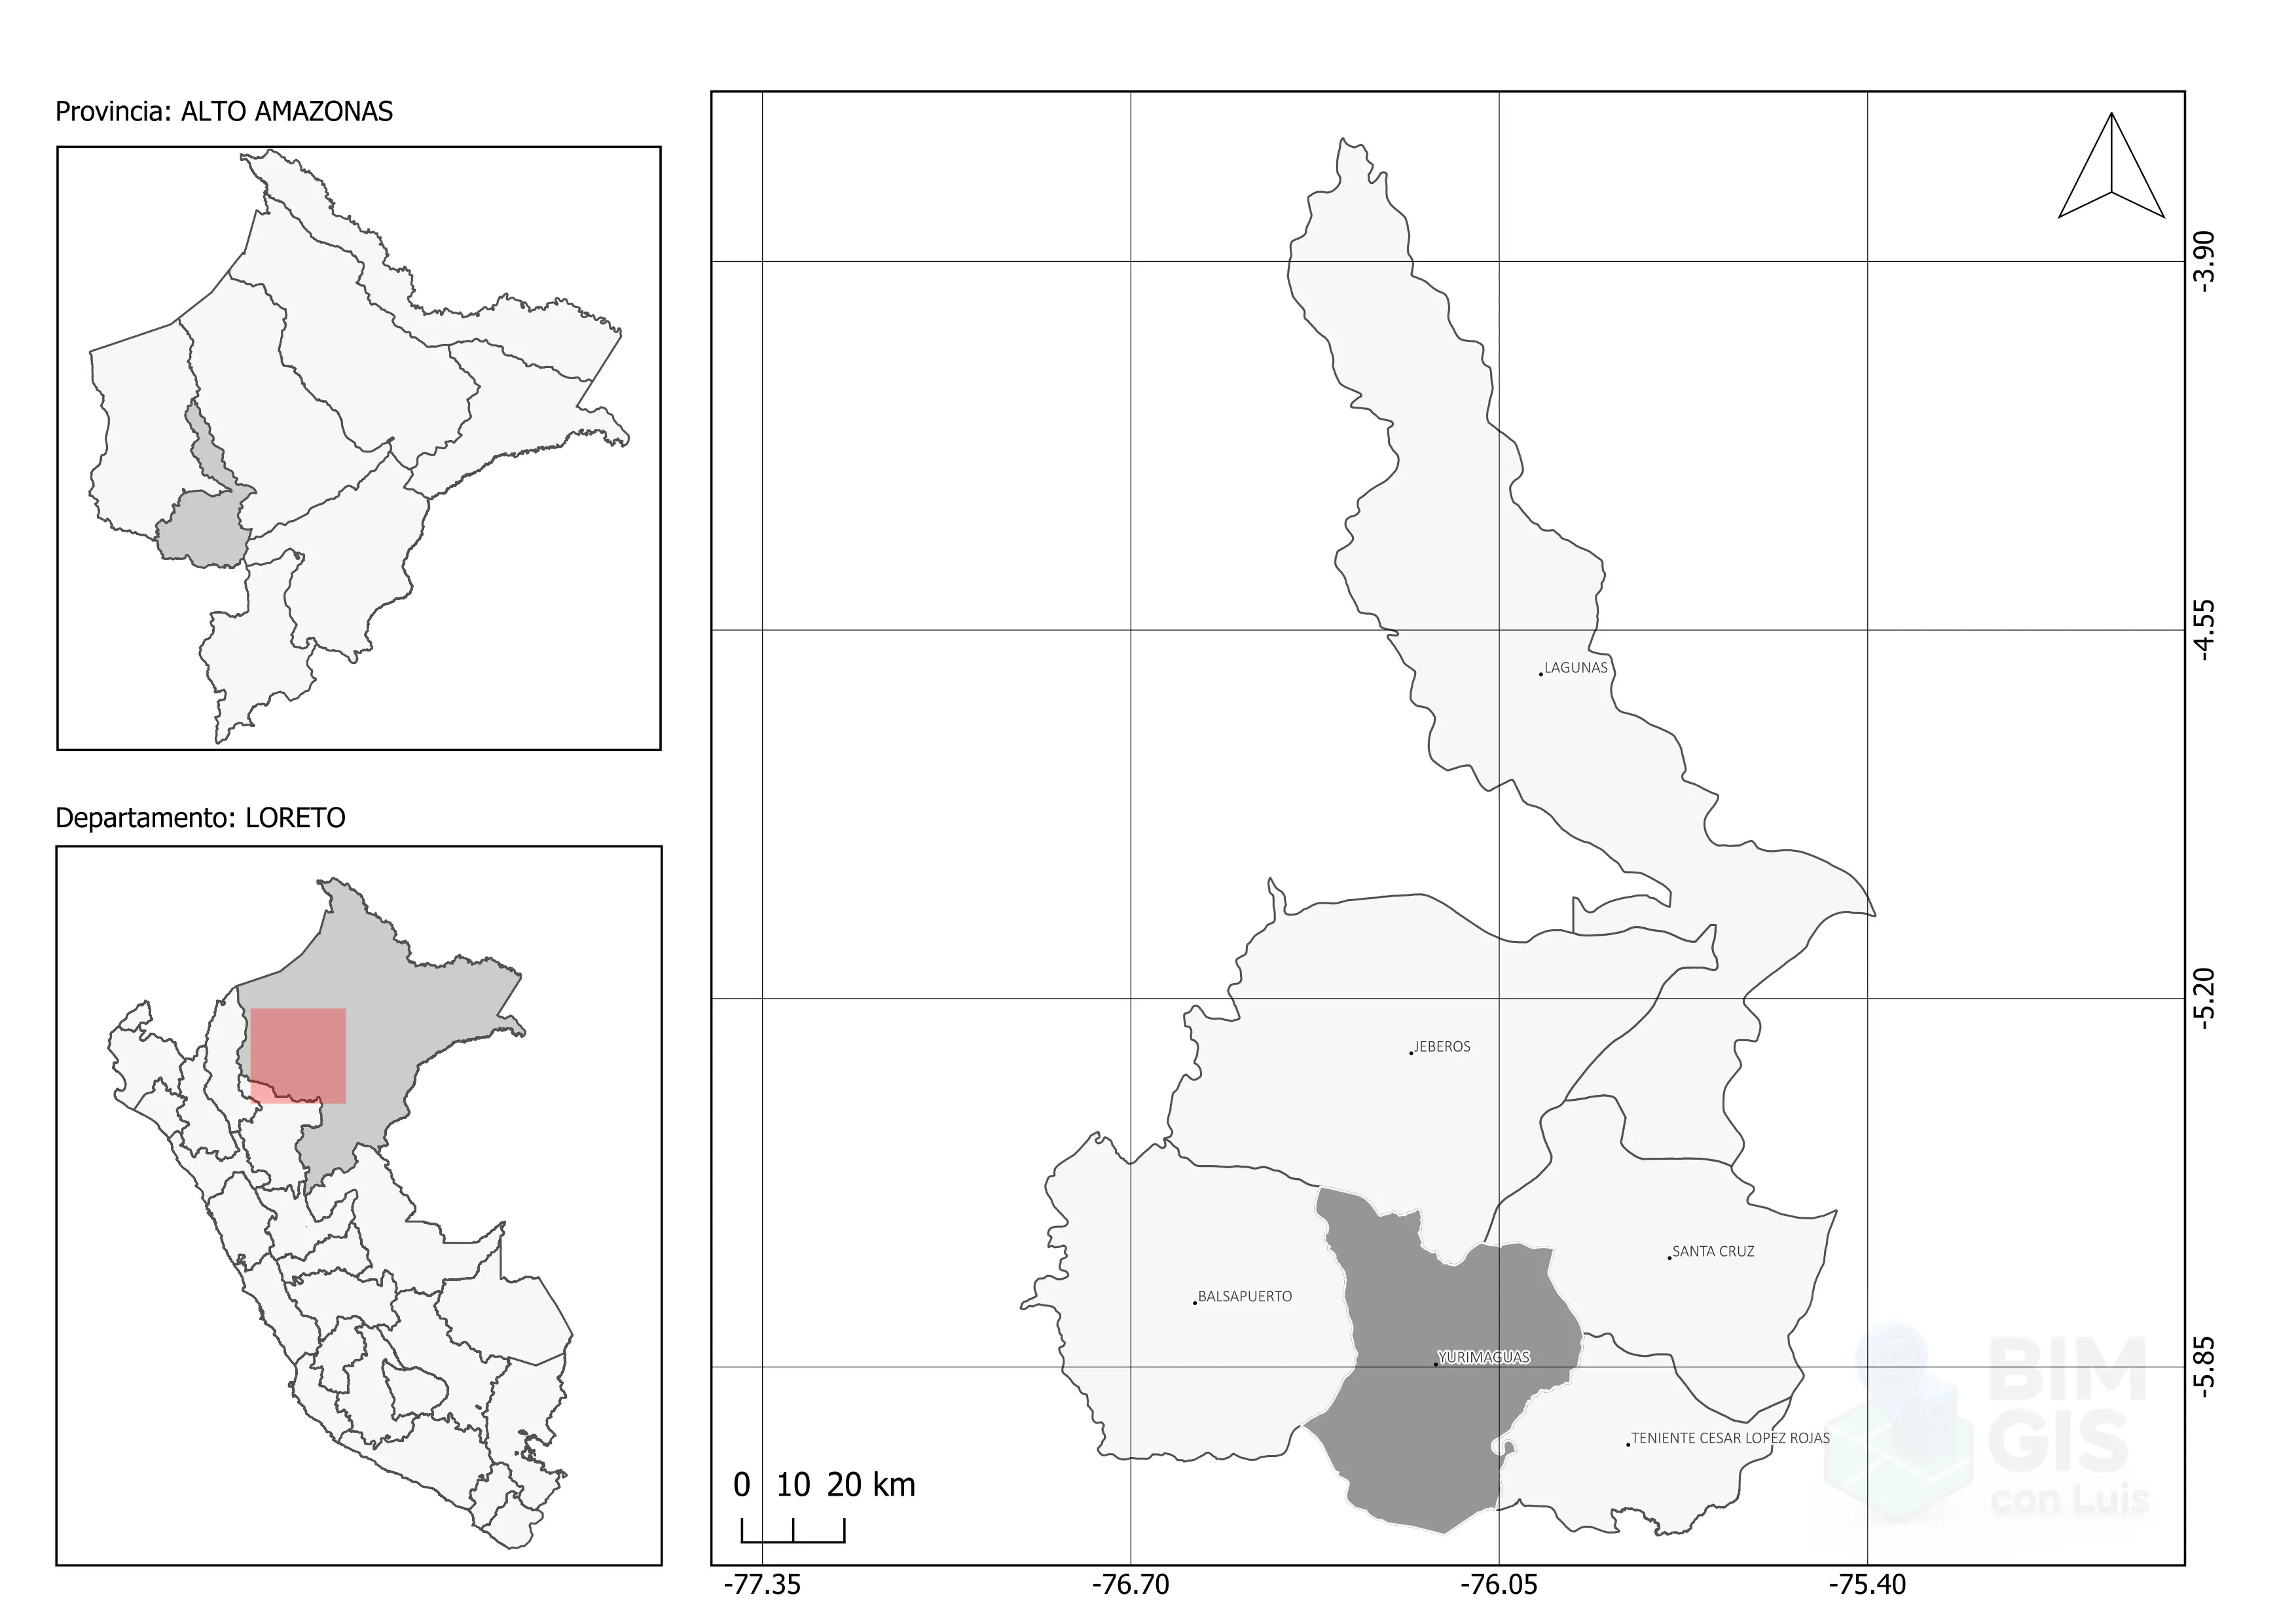 Provincia: ALTO AMAZONAS
Departamento: LORETO
LAGUNAS
JEBEROS
SANTA CRUZ
BALSAPUERTO
YURIMAGUAS
TENIENTE CESAR LOPEZ ROJAS
-3.90
-4.55
-5.20
-5.85
0 10 20 km
-77.35 -76.70 -76.05 -75.40
BIM
GIS
con Luis